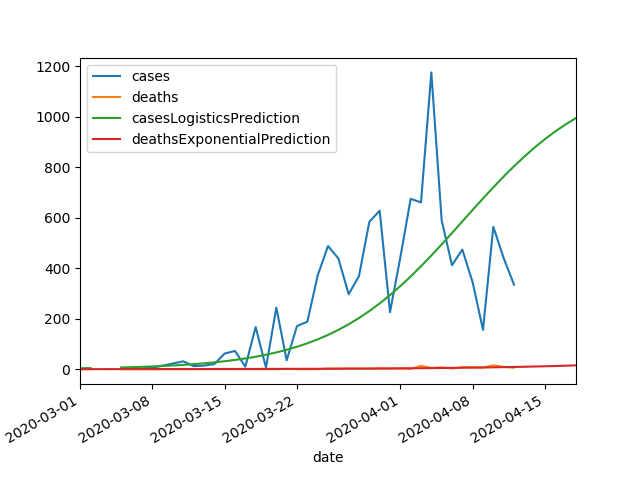 1200
1000
800
600
400
200
0
cases
deaths
casesLogisticsPrediction
deathsExponentialPrediction
2020-03-01
2020-03-08
2020-03-15
2020-03-22
2020-04-01
2020-04-08
2020-04-15
date